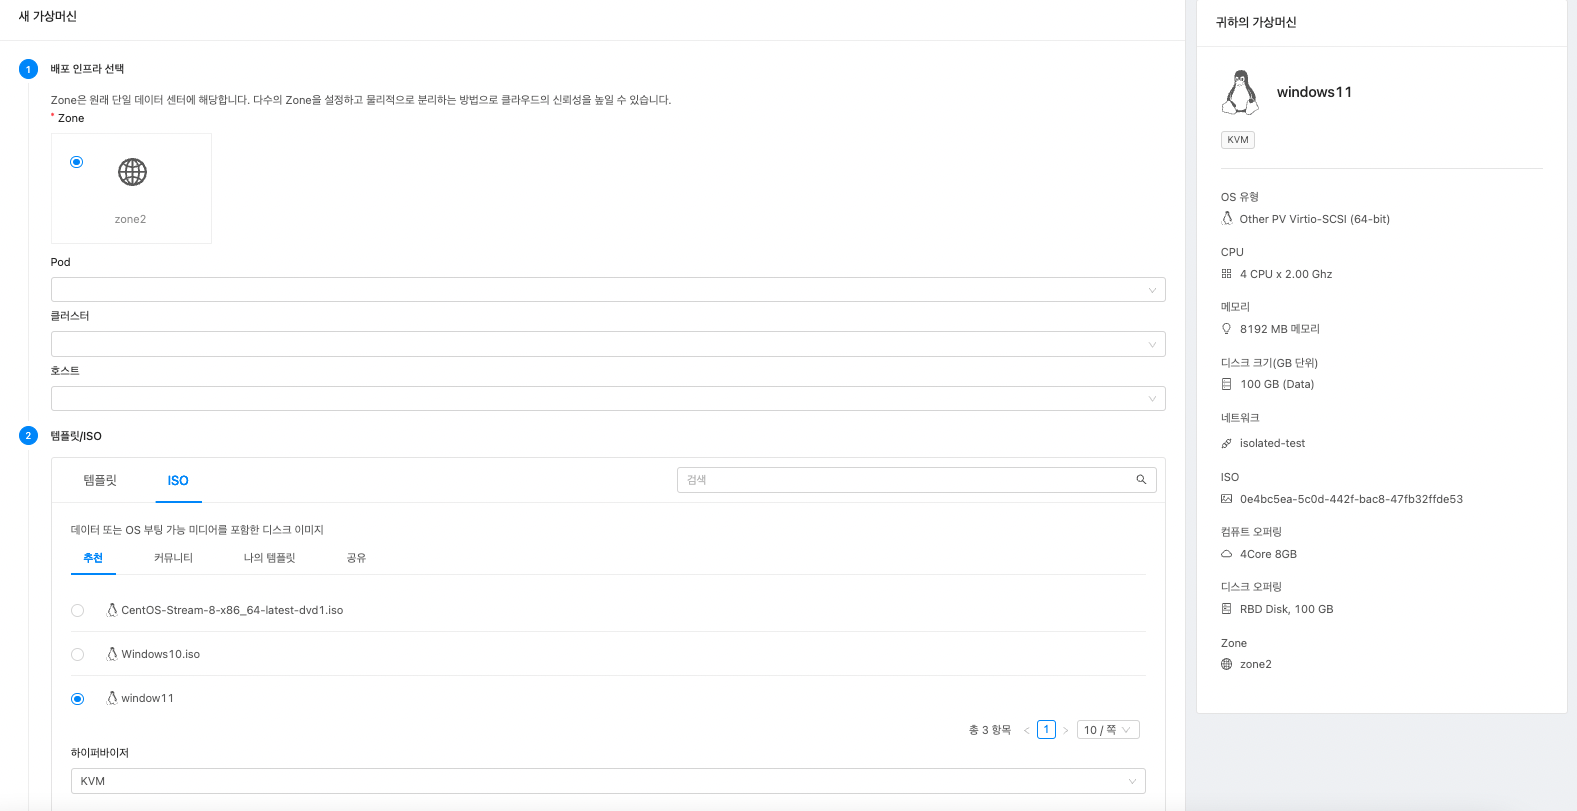 새 가상머신
1 배포 인프라 선택
Zone은 원래 단일 데이터 센터에 해당합니다. 다수의 Zone을 설정하고 물리적으로 분리하는 방법으로 클라우드의 신뢰성을 높일 수 있습니다.
* Zone
zone2
Pod
클러스터
호스트
2 템플릿/ISO
템플릿 ISO 검색
데이터 또는 OS 부팅 가능 미디어를 포함한 디스크 이미지
추천 커뮤니티 나의 템플릿 공유
CentOS-Stream-8-x86_64-latest-dvd1.iso
Windows10.iso
window11
총 3 항목 < 1 > 10 / 쪽
하이퍼바이저
KVM
귀하의 가상머신
windows11
KVM
OS 유형
Other PV Virtio-SCSI (64-bit)
CPU
4 CPU x 2.00 Ghz
메모리
8192 MB 메모리
디스크 크기(GB 단위)
100 GB (Data)
네트워크
isolated-test
ISO
0e4bc5ea-5c0d-442f-bac8-47fb32ffde53
컴퓨트 오퍼링
4Core 8GB
디스크 오퍼링
RBD Disk, 100 GB
Zone
zone2